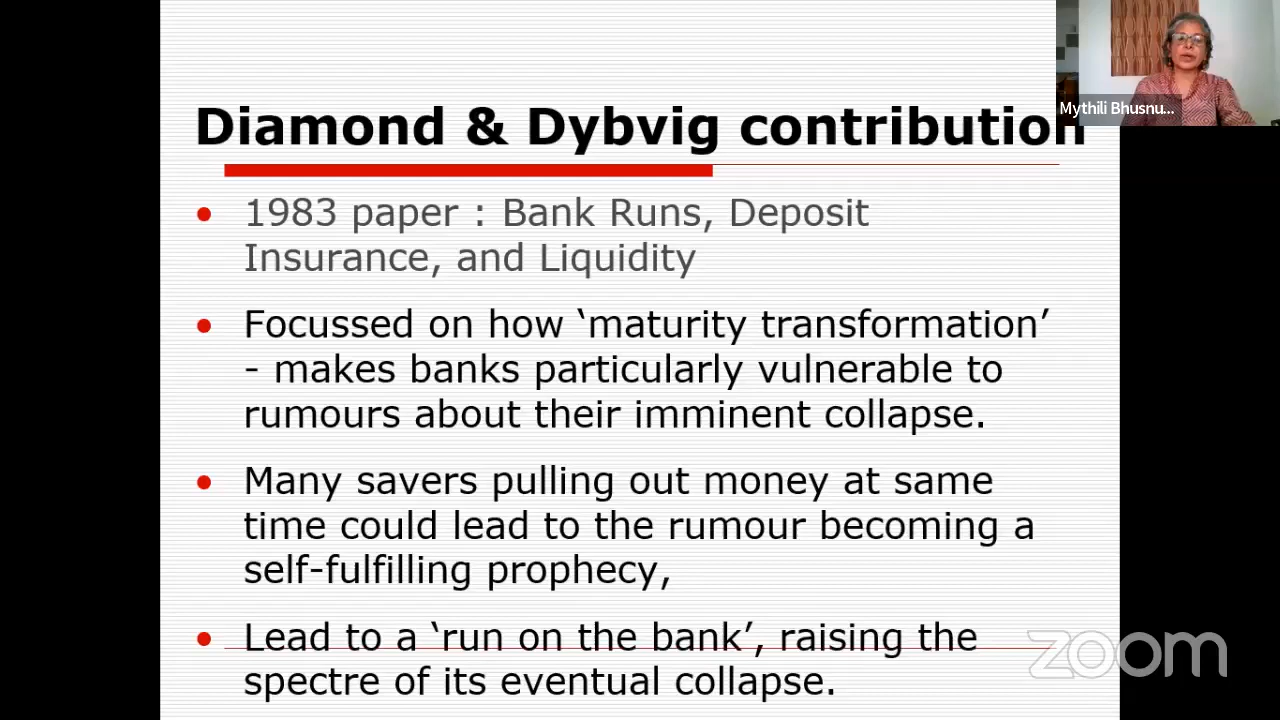 Diamond & Dybvig contribution
Mythili Bhusnu...
• 1983 paper : Bank Runs, Deposit
Insurance, and Liquidity
• Focussed on how ‘maturity transformation’
- makes banks particularly vulnerable to
rumours about their imminent collapse.
• Many savers pulling out money at same
time could lead to the rumour becoming a
self-fulfilling prophecy,
• Lead to a ‘run on the bank’, raising the
spectre of its eventual collapse.
zoom